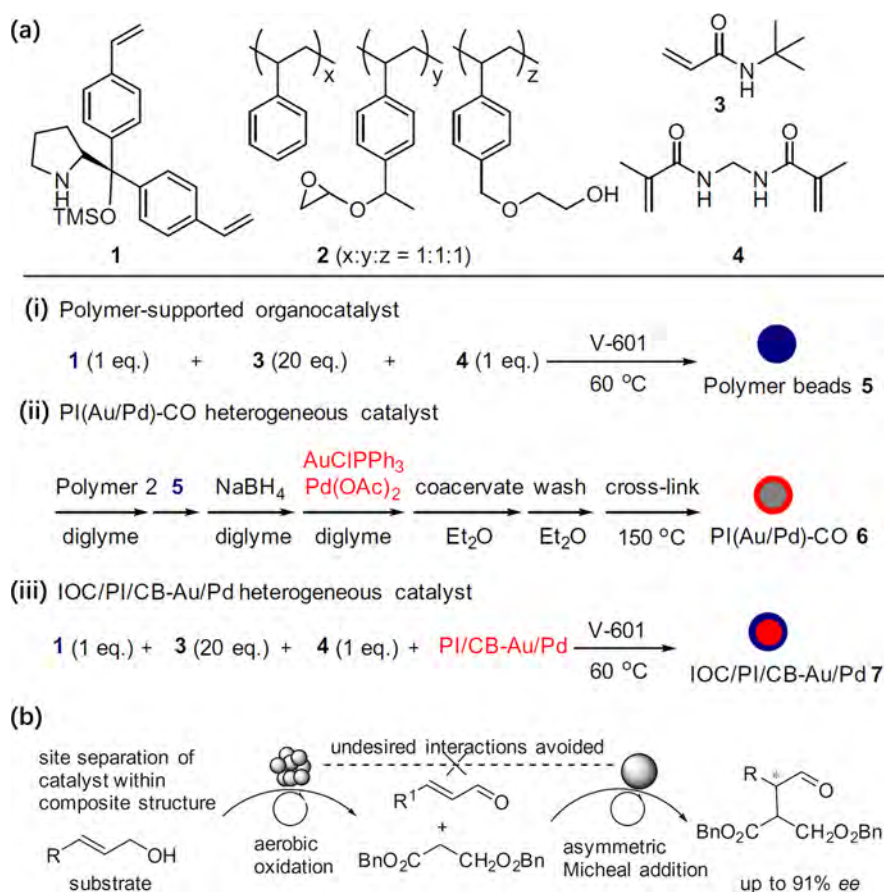 (a)
x
y
z
O
N
H
3
N
H
TMSO
1
O
O
OH
O
2 (x:y:z = 1:1:1)
O
O
N
H
N
H
4
(i) Polymer-supported organocatalyst
1 (1 eq.) + 3 (20 eq.) + 4 (1 eq.)
V-601
60 °C
Polymer beads 5
(ii) PI(Au/Pd)-CO heterogeneous catalyst
Polymer 2
diglyme
5
NaBH4
diglyme
AuClPPh3
Pd(OAc)2
diglyme
coacervate
Et2O
wash
Et2O
cross-link
150 °C
PI(Au/Pd)-CO 6
(iii) IOC/PI/CB-Au/Pd heterogeneous catalyst
1 (1 eq.) + 3 (20 eq.) + 4 (1 eq.) + PI/CB-Au/Pd
V-601
60 °C
IOC/PI/CB-Au/Pd 7
(b)
site separation of
catalyst within
composite structure
R
OH
substrate
undesired interactions avoided
aerobic
oxidation
R1
O
+
BnO2C
CO2Bn
asymmetric
Micheal addition
R
*
O
BnO2C
CO2Bn
up to 91% ee